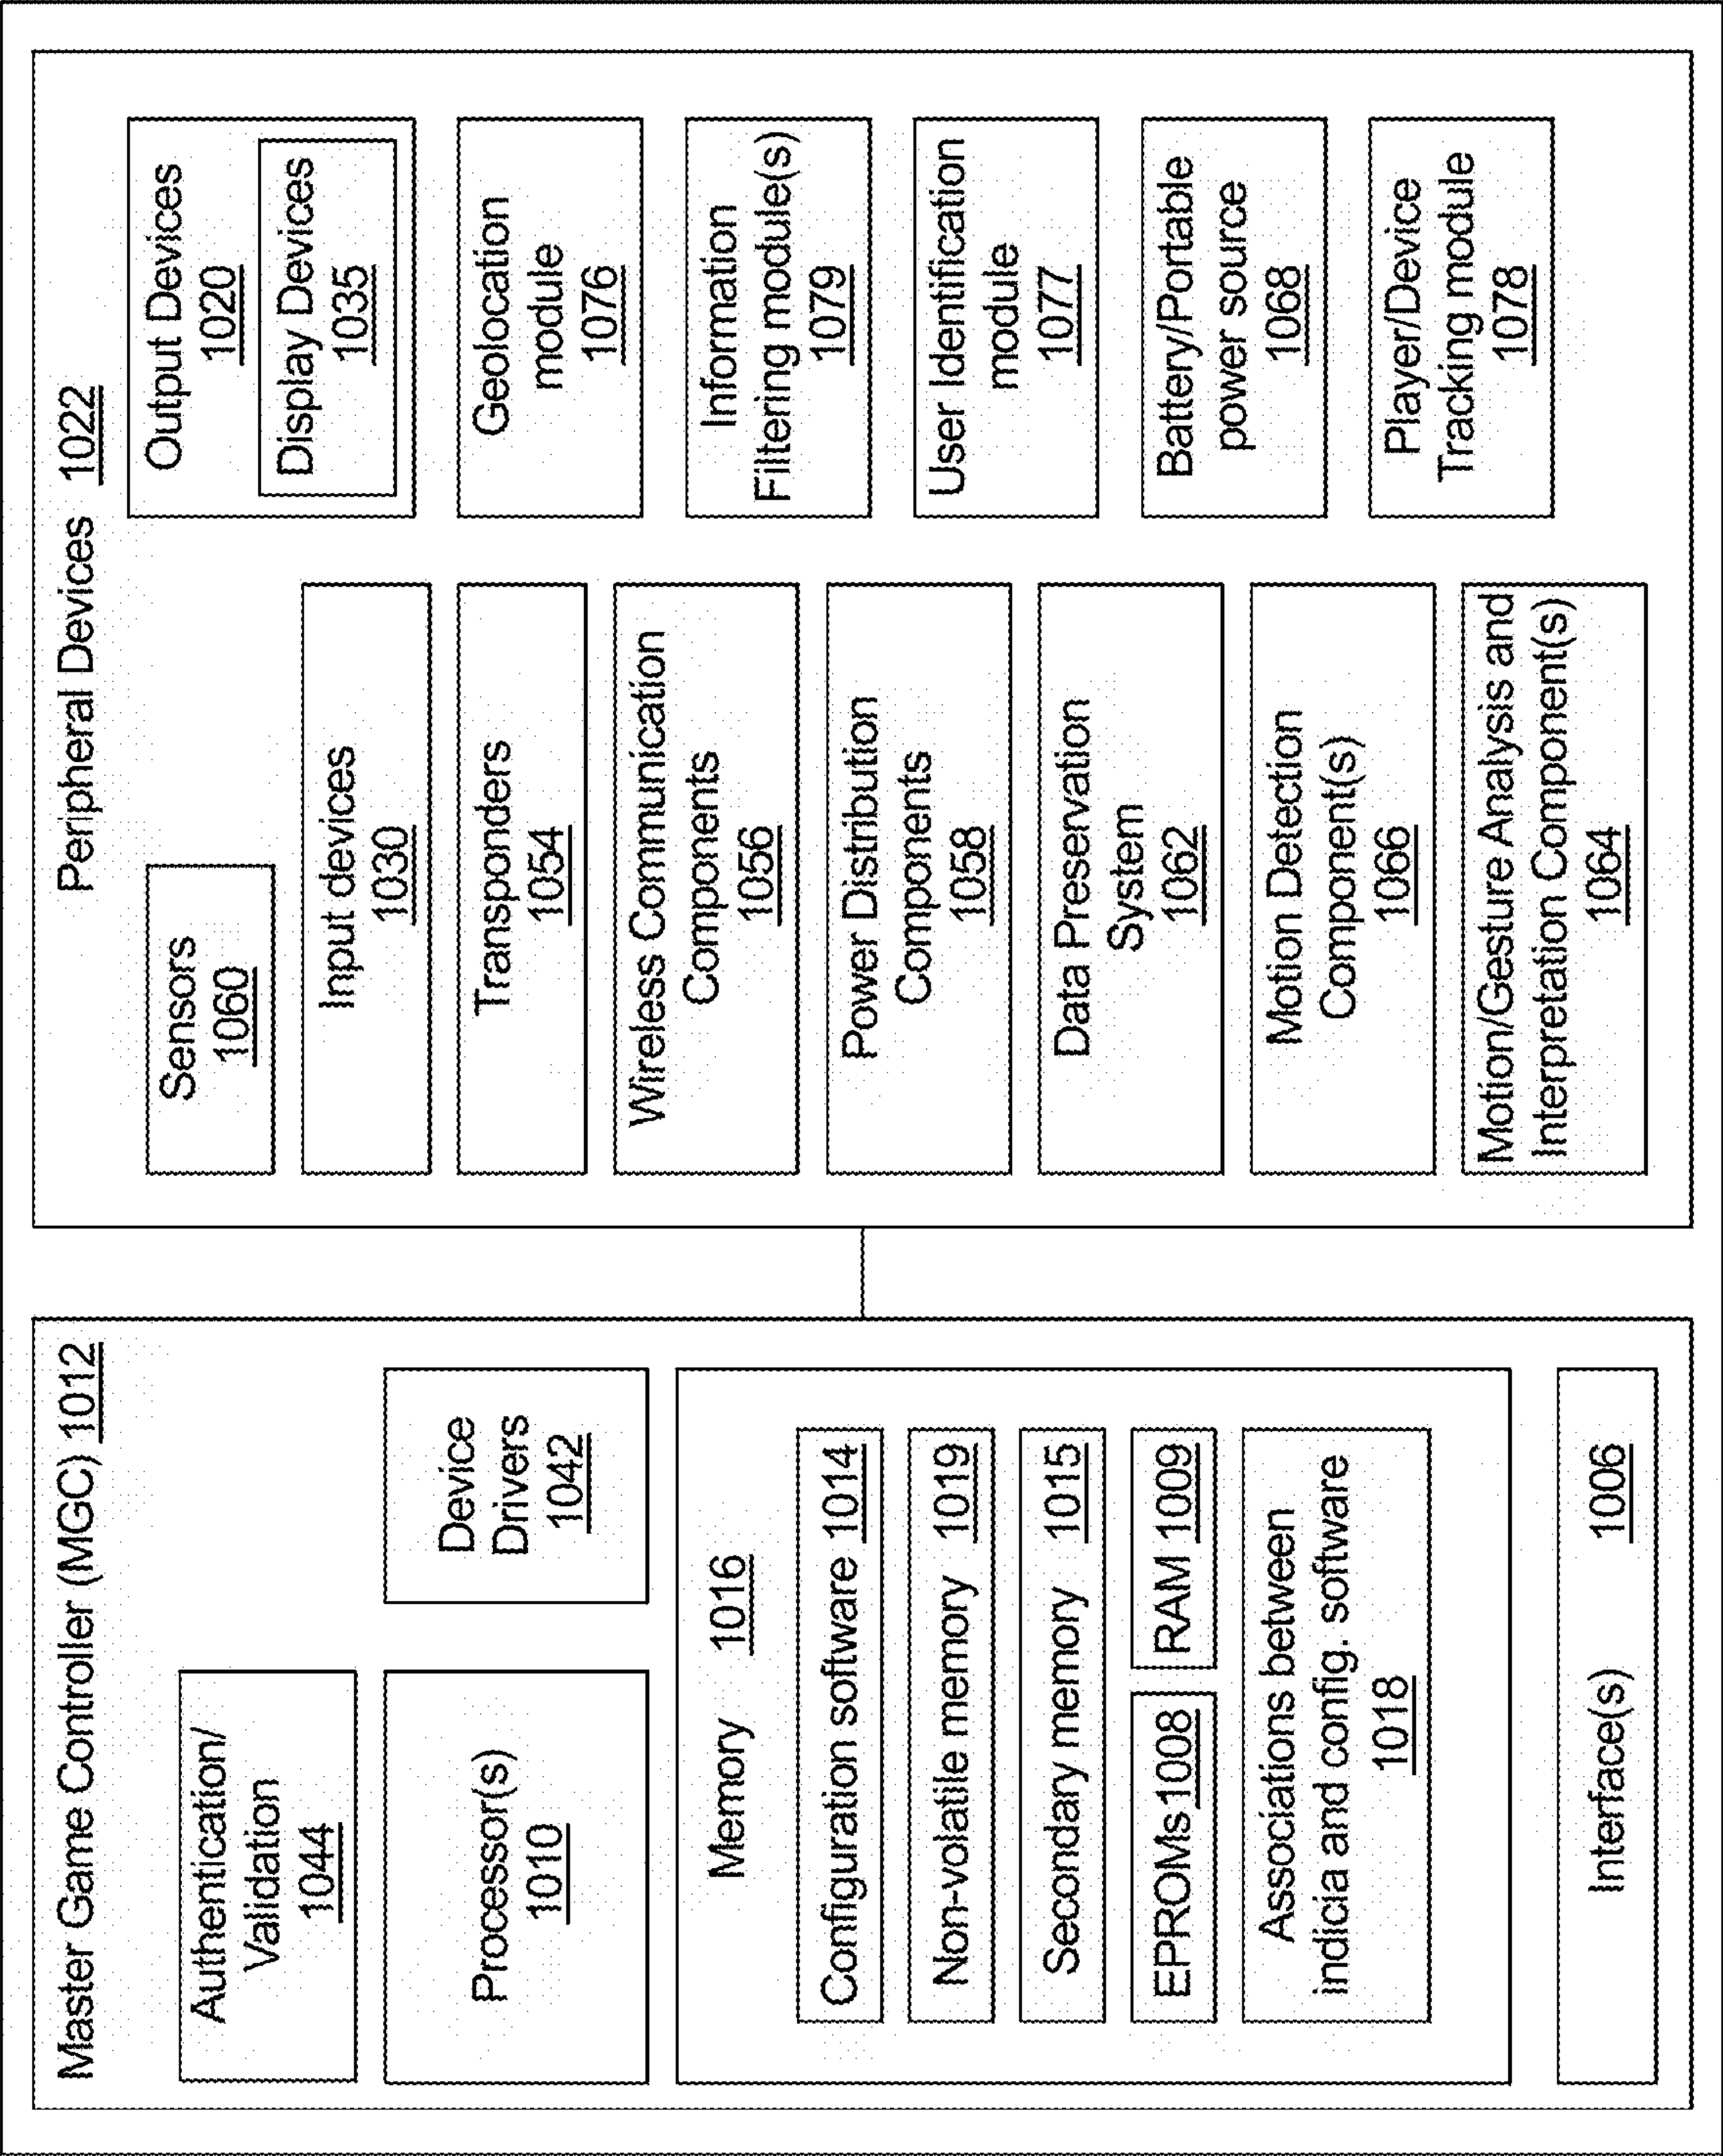 Master Game Controller (MGC) 1012
Authentication/
Validation
1044
Processor(s)
1010
Device
Drivers
1042
Memory 1016
Configuration software 1014
Non-volatile memory 1019
Secondary memory 1015
EPROMs 1008
RAM 1009
Associations between
indicia and config. software
1018
Interface(s) 1006
Peripheral Devices 1022
Sensors
1060
Input devices
1030
Transponders
1054
Wireless Communication
Components
1056
Power Distribution
Components
1058
Data Preservation
System
1062
Motion Detection
Component(s)
1066
Motion/Gesture Analysis and
Interpretation Component(s)
1064
Output Devices
1020
Display Devices
1035
Geolocation
module
1076
Information
Filtering module(s)
1079
User Identification
module
1077
Battery/Portable
power source
1068
Player/Device
Tracking module
1078